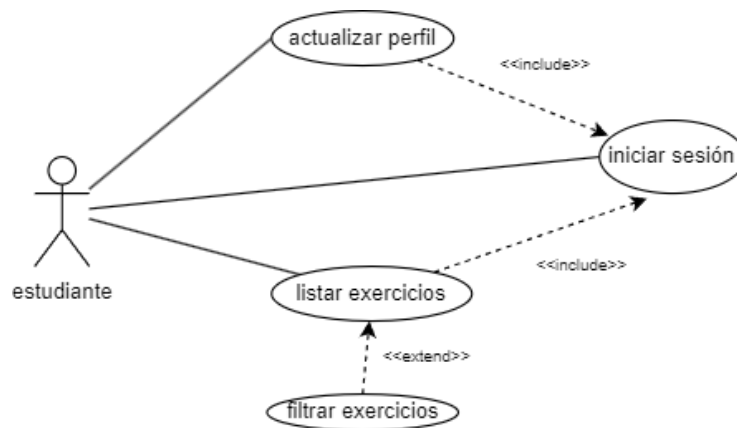 actualizar perfil
<<include>>
iniciar sesión
estudiante
listar exercicios
<<include>>
<<extend>>
filtrar exercicios